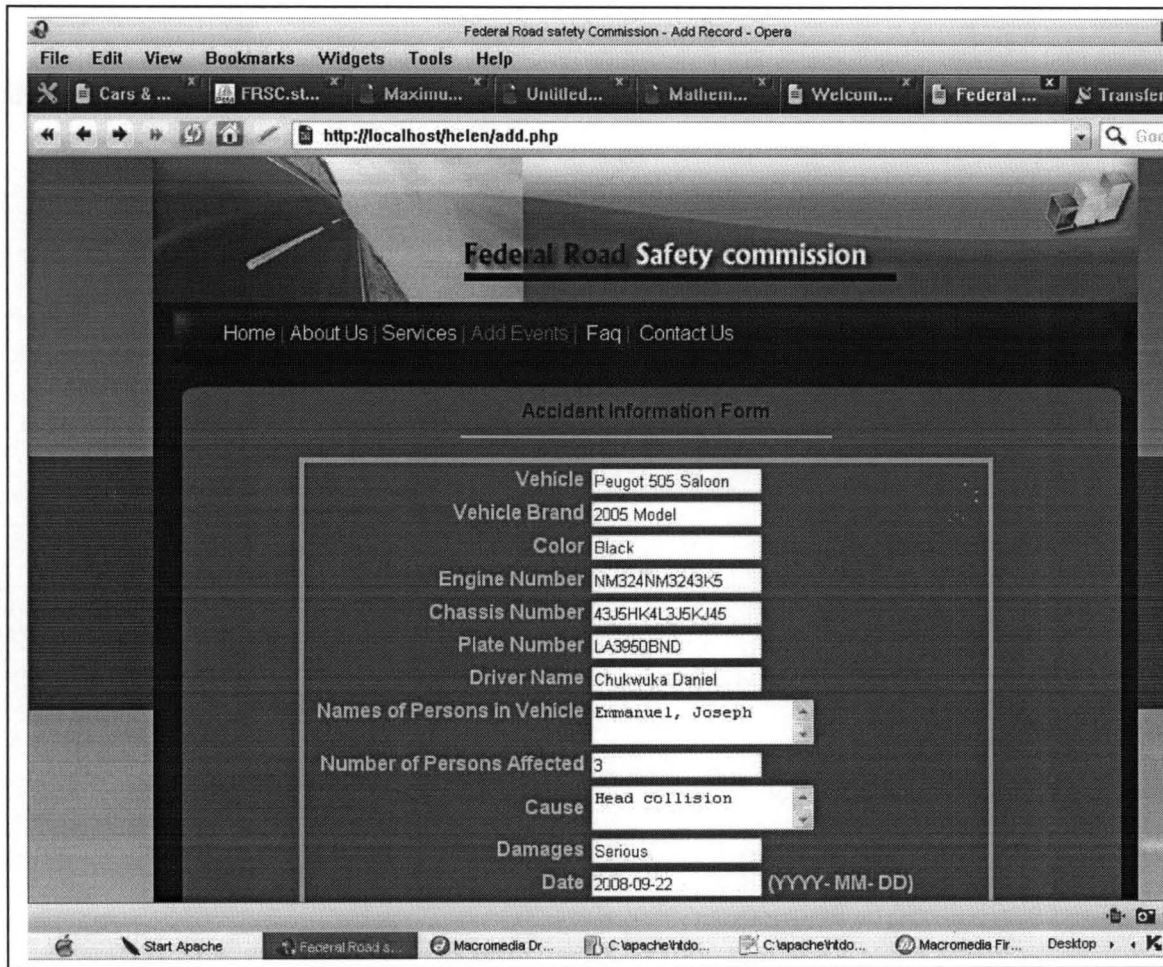 Federal Road safety Commission - Add Record - Opera
File Edit View Bookmarks Widgets Tools Help
Cars & ... FRSC.st... Maximu... Untitled... Mathem... Welcom... Federal ... Transfer
http://localhost/helen/add.php
Federal Road Safety commission
Home | About Us | Services | Add Events | Faq | Contact Us
Accident Information Form
Vehicle Peugot 505 Saloon
Vehicle Brand 2005 Model
Color Black
Engine Number NM324NM3243K5
Chassis Number 43J5HK4L3J5KJ45
Plate Number LA3950BND
Driver Name Chukwuka Daniel
Names of Persons in Vehicle Emmanuel, Joseph
Number of Persons Affected 3
Cause Head collision
Damages Serious
Date 2008-09-22 (YYYY- MM- DD)
Start Apache Federal Road s... Macromedia Dr... C:\apache\htdo... C:\apache\htdo... Macromedia Fir... Desktop